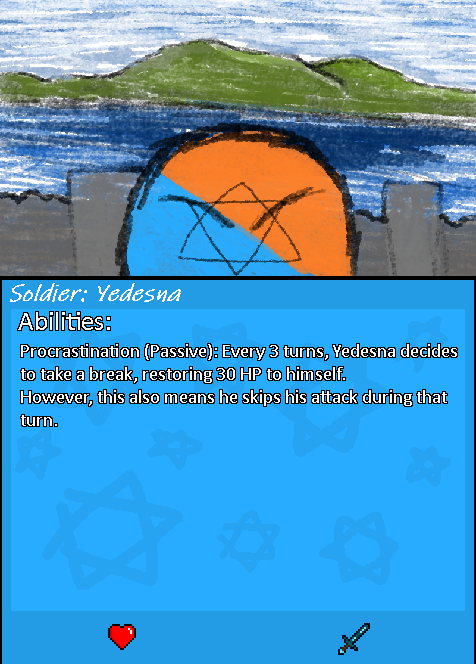 Soldier: Yedesna
Abilities:
Procrastination (Passive): Every 3 turns, Yedesna decides
to take a break, restoring 30 HP to himself.
However, this also means he skips his attack during that
turn.